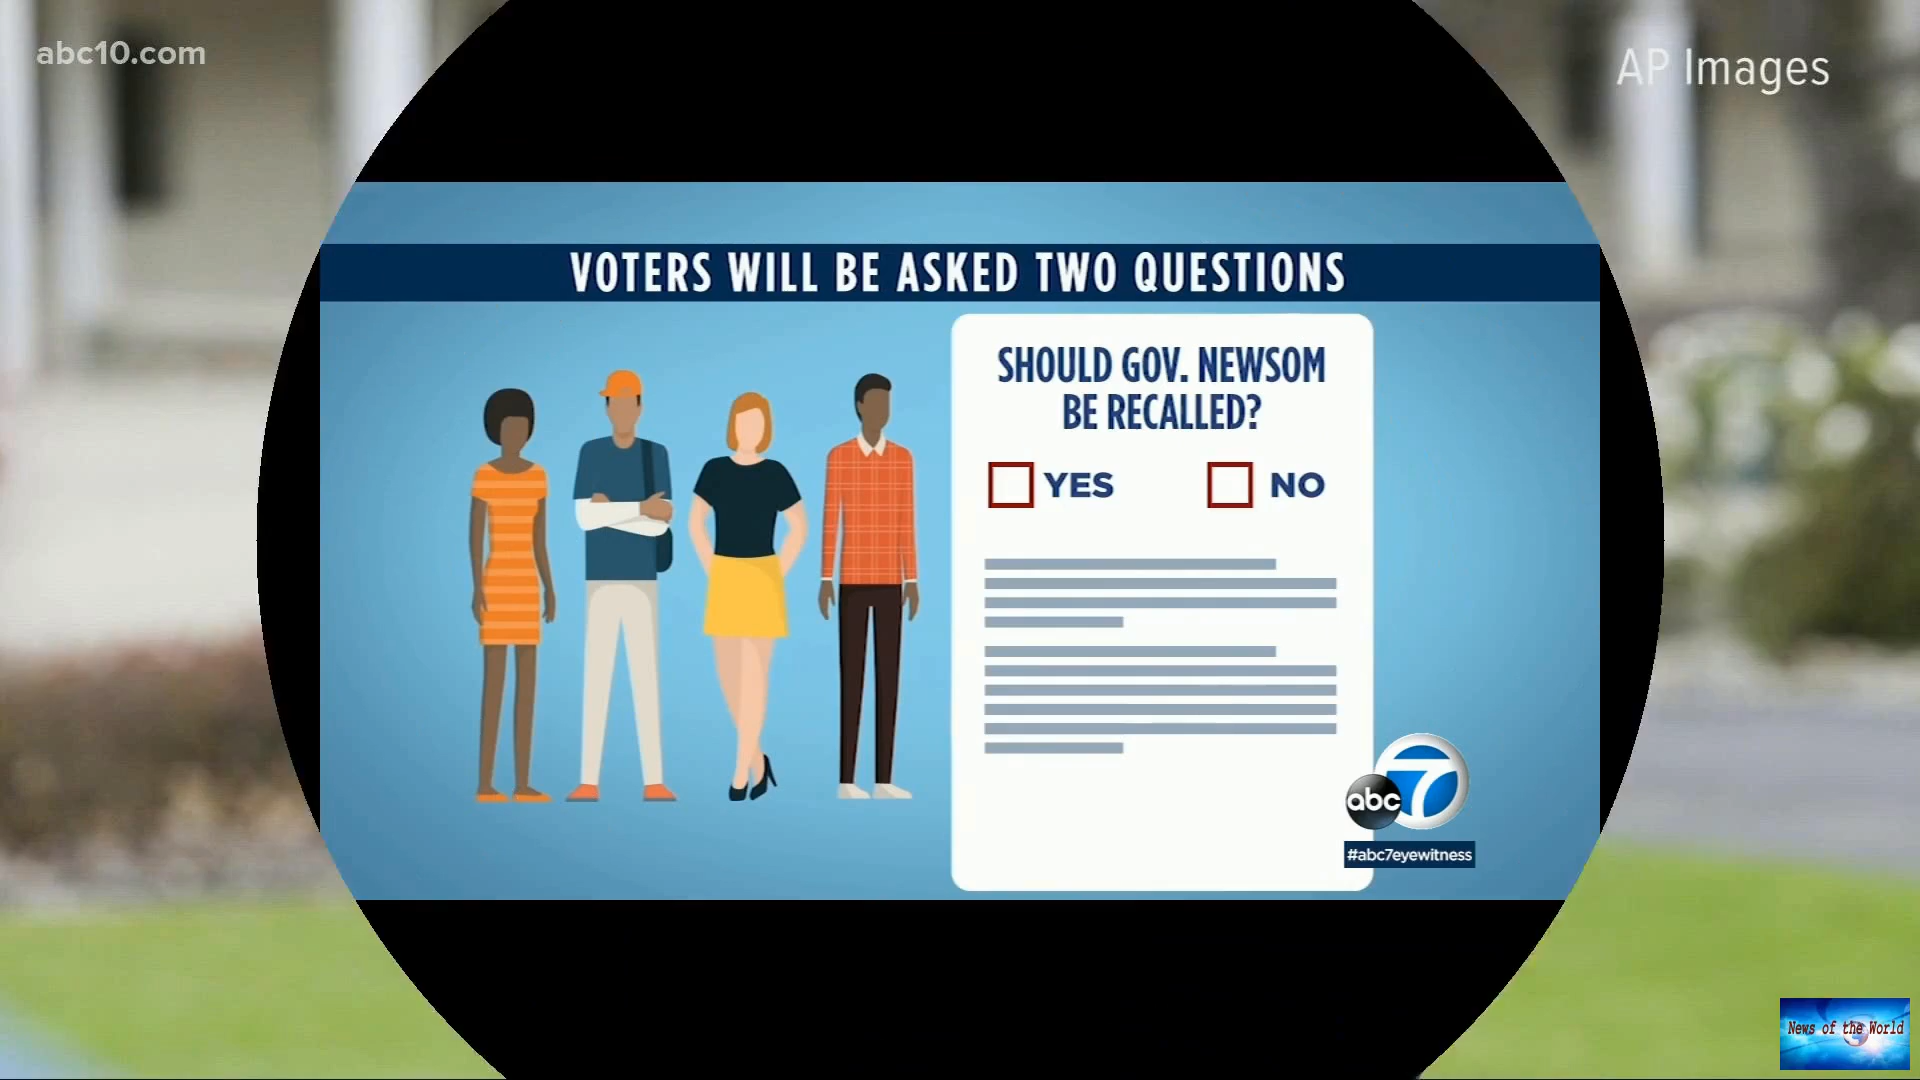 abc10.com
AP Images
VOTERS WILL BE ASKED TWO QUESTIONS
SHOULD GOV. NEWSOM
BE RECALLED?
YES NO
abc 7
#abc7eyewitness
News of the World